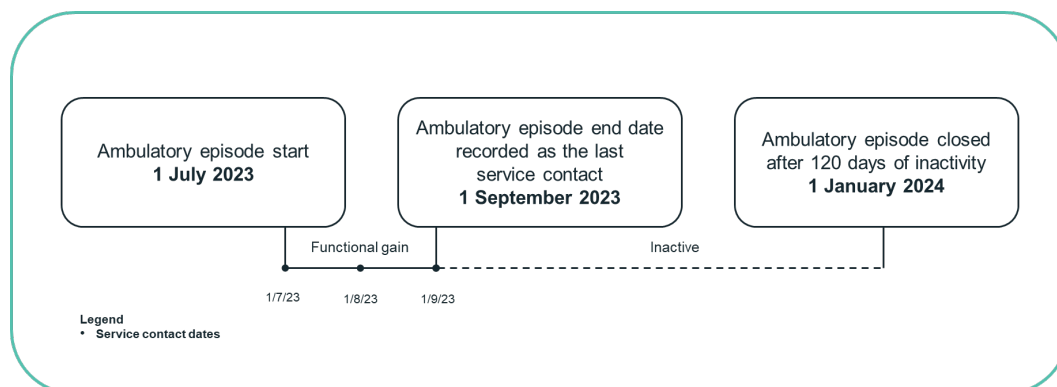 Ambulatory episode start
1 July 2023
Ambulatory episode end date
recorded as the last
service contact
1 September 2023
Ambulatory episode closed
after 120 days of inactivity
1 January 2024
Functional gain
Inactive
1/7/23
1/8/23
1/9/23
Legend
• Service contact dates